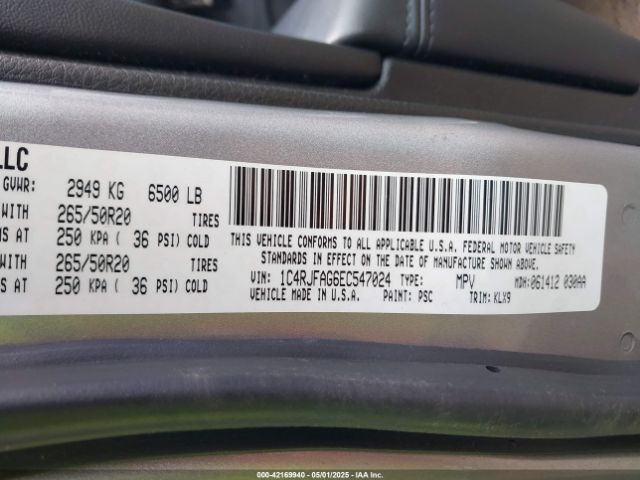 LLC
GVWR: 2949 KG 6500 LB
WITH 265/50R20 TIRES
MS AT 250 KPA ( 36 PSI) COLD
WITH 265/50R20 TIRES
MS AT 250 KPA ( 36 PSI) COLD
THIS VEHICLE CONFORMS TO ALL APPLICABLE U.S.A. FEDERAL MOTOR VEHICLE SAFETY
STANDARDS IN EFFECT ON THE DATE OF MANUFACTURE SHOWN ABOVE.
VIN: 1C4RJFAG6EC547024 TYPE: MPV MDH:061412 030AA
VEHICLE MADE IN U.S.A. PAINT: PSC TRIM: KLX9
000-42169940 - 05/01/2025 - IAA Inc.